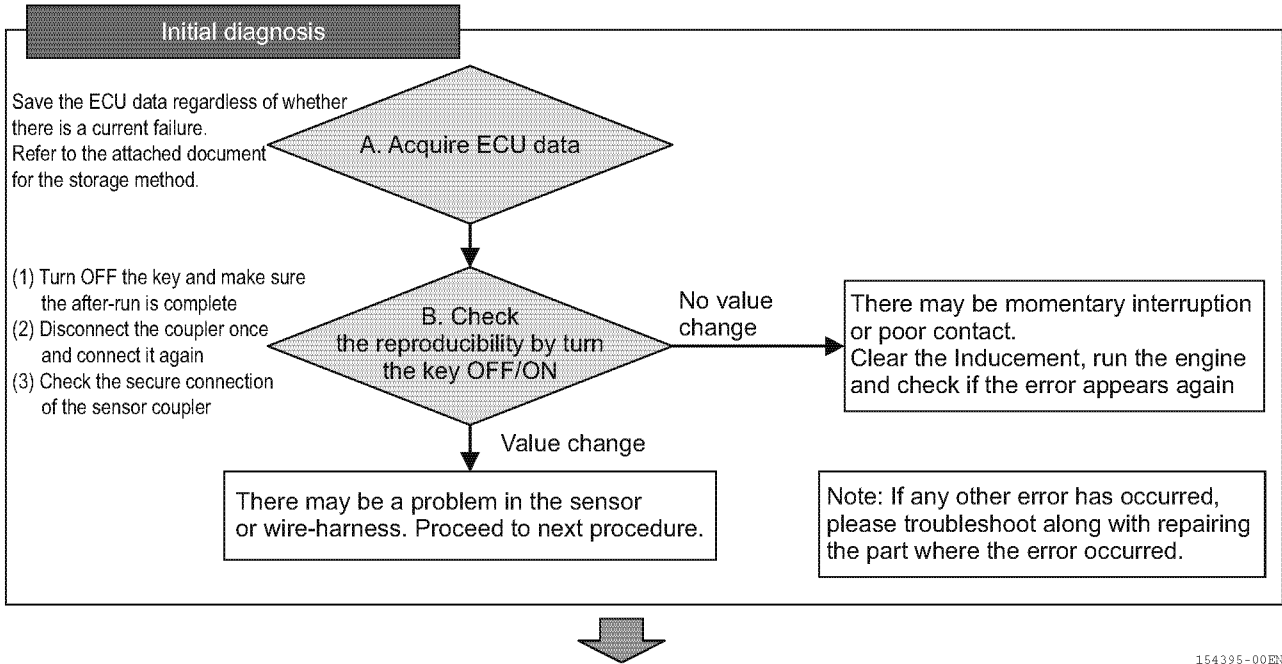 Initial diagnosis
Save the ECU data regardless of whether
there is a current failure.
Refer to the attached document
for the storage method.
A. Acquire ECU data
(1) Turn OFF the key and make sure
the after-run is complete
(2) Disconnect the coupler once
and connect it again
(3) Check the secure connection
of the sensor coupler
B. Check
the reproducibility by turn
the key OFF/ON
No value
change
There may be momentary interruption
or poor contact.
Clear the Inducement, run the engine
and check if the error appears again
Value change
There may be a problem in the sensor
or wire-harness. Proceed to next procedure.
Note: If any other error has occurred,
please troubleshoot along with repairing
the part where the error occurred.
154395-00EN